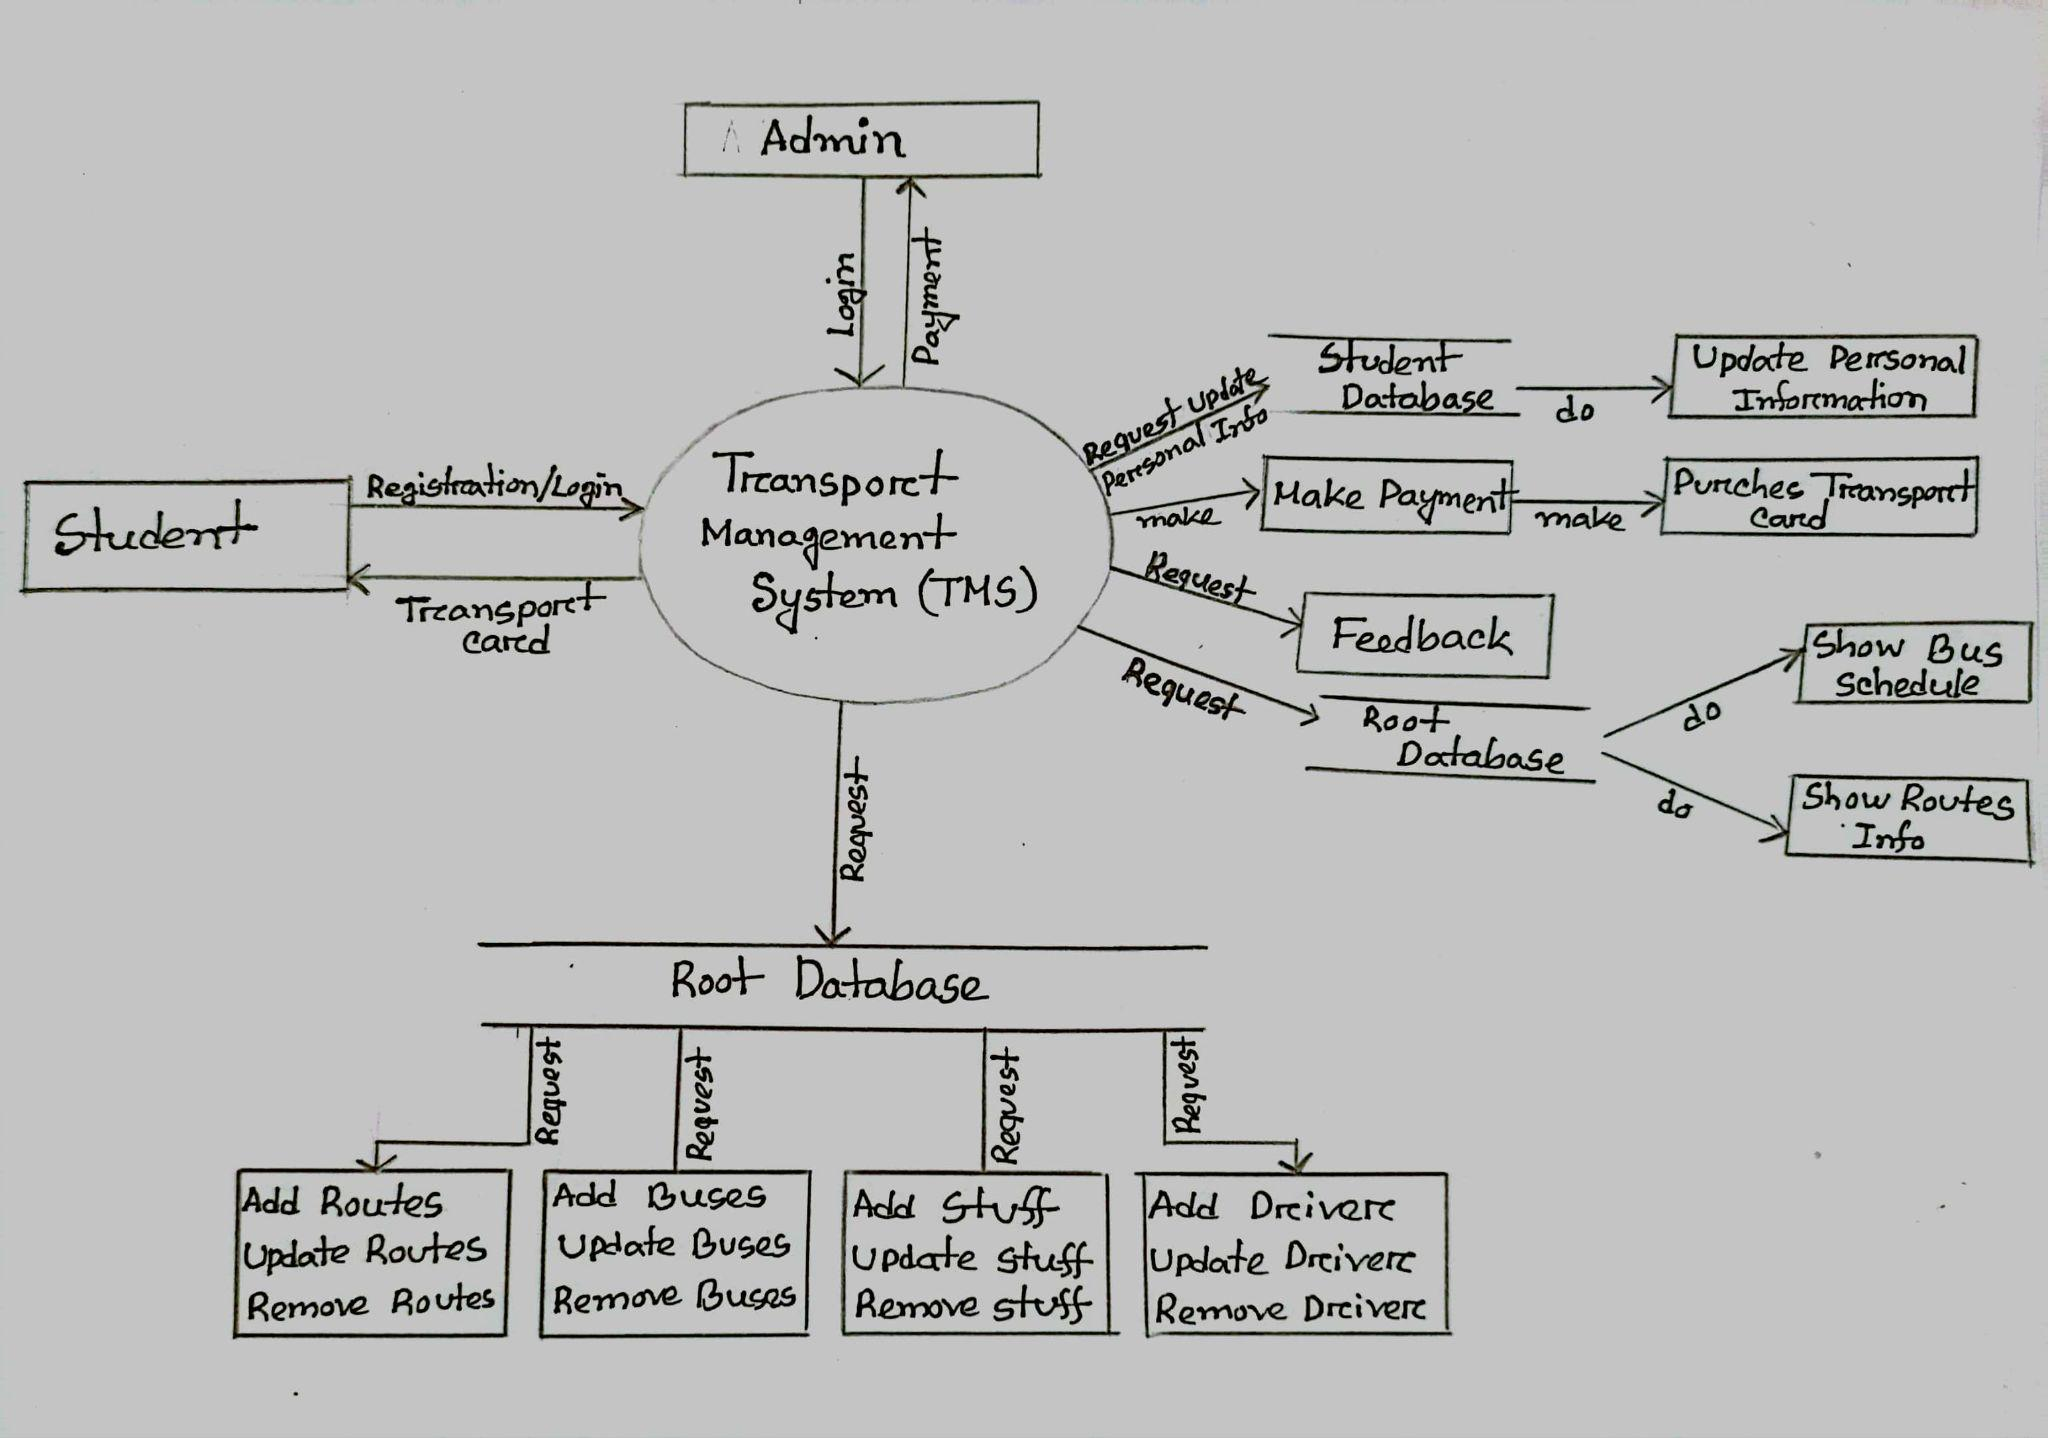 Admin
Login
Payment
Student
Registration/Login
Transport
Card
Transport
Management
System (TMS)
Request Update
Personal Info
Student
Database
do
Update Personal
Information
make
Make Payment
make
Purches Transport
Card
Request
Feedback
Request
Root
Database
do
Show Bus
Schedule
do
Show Routes
Info
Request
Root Database
Request
Request
Request
Request
Add Routes
Update Routes
Remove Routes
Add Buses
Update Buses
Remove Buses
Add Stuff
Update Stuff
Remove Stuff
Add Driver
Update Driver
Remove Driver